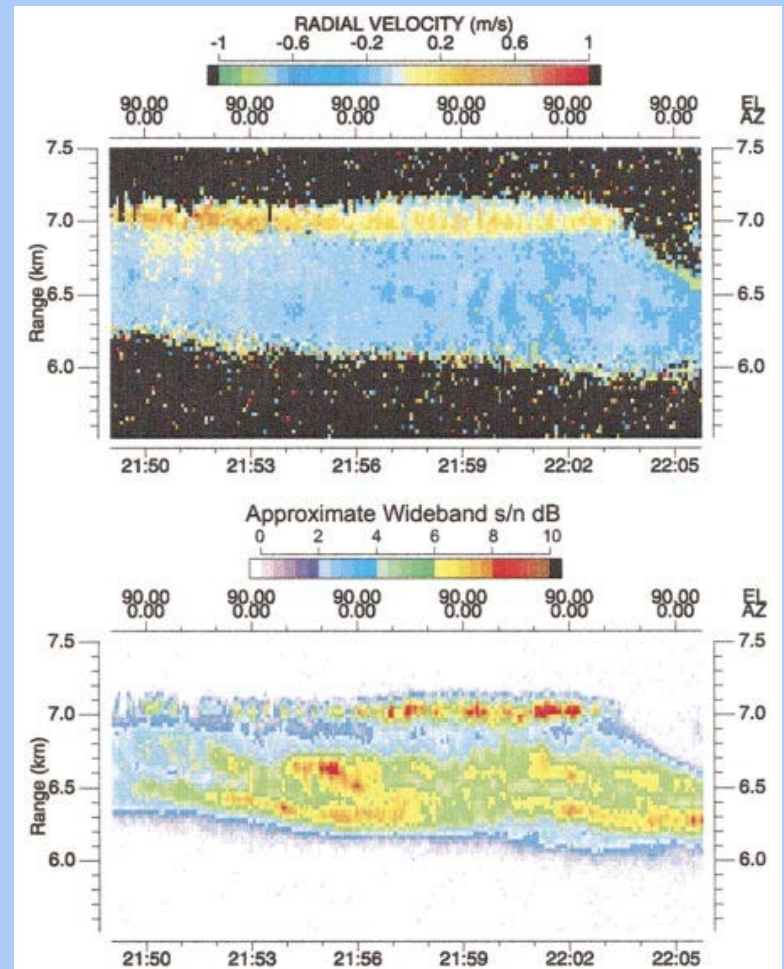 RADIAL VELOCITY (m/s)
-1 -0.6 -0.2 0.2 0.6 1
90.00 90.00 90.00 90.00 90.00 90.00 EL
0.00 0.00 0.00 0.00 0.00 0.00 AZ
7.5 7.5
7.0 7.0
Range (km)
6.5 6.5
6.0 6.0
21:50 21:53 21:56 21:59 22:02 22:05
Approximate Wideband s/n dB
0 2 4 6 8 10
90.00 90.00 90.00 90.00 90.00 90.00 EL
0.00 0.00 0.00 0.00 0.00 0.00 AZ
7.5 7.5
7.0 7.0
Range (km)
6.5 6.5
6.0 6.0
21:50 21:53 21:56 21:59 22:02 22:05